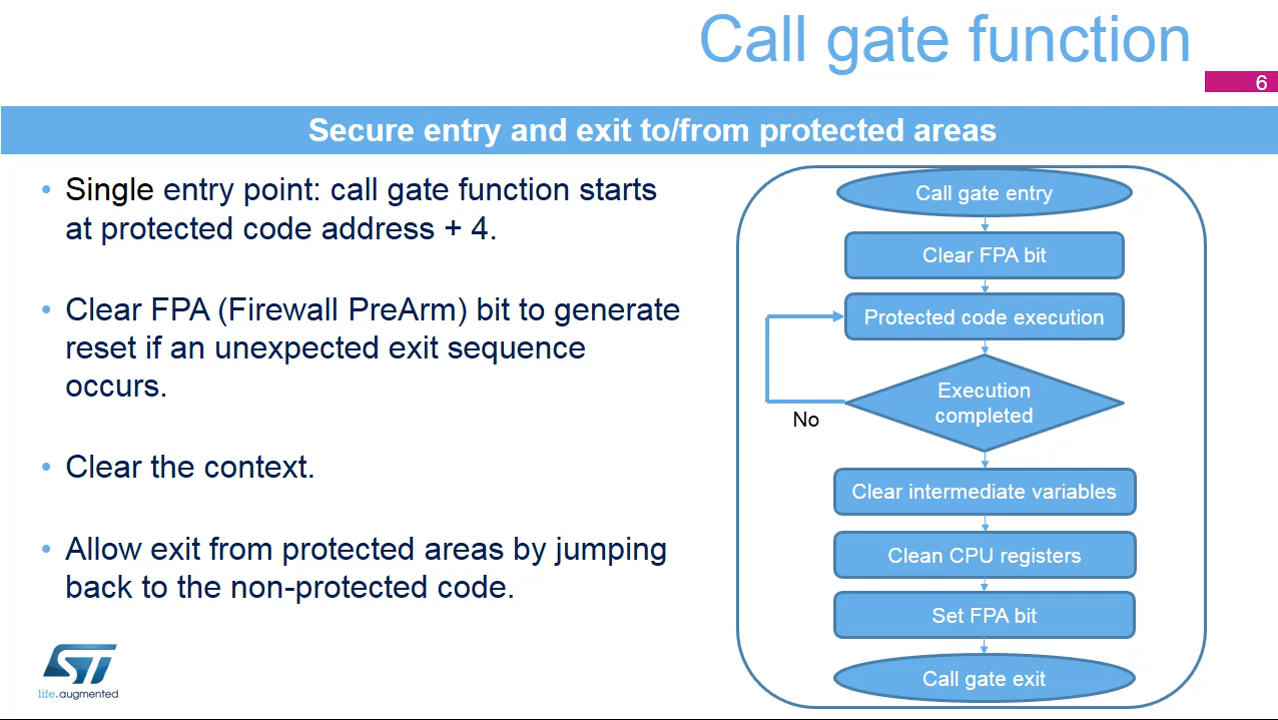 Call gate function
6
Secure entry and exit to/from protected areas
• Single entry point: call gate function starts
at protected code address + 4.
• Clear FPA (Firewall PreArm) bit to generate
reset if an unexpected exit sequence
occurs.
• Clear the context.
• Allow exit from protected areas by jumping
back to the non-protected code.
Call gate entry
Clear FPA bit
Protected code execution
Execution
completed
No
Clear intermediate variables
Clean CPU registers
Set FPA bit
Call gate exit
ST
life.augmented